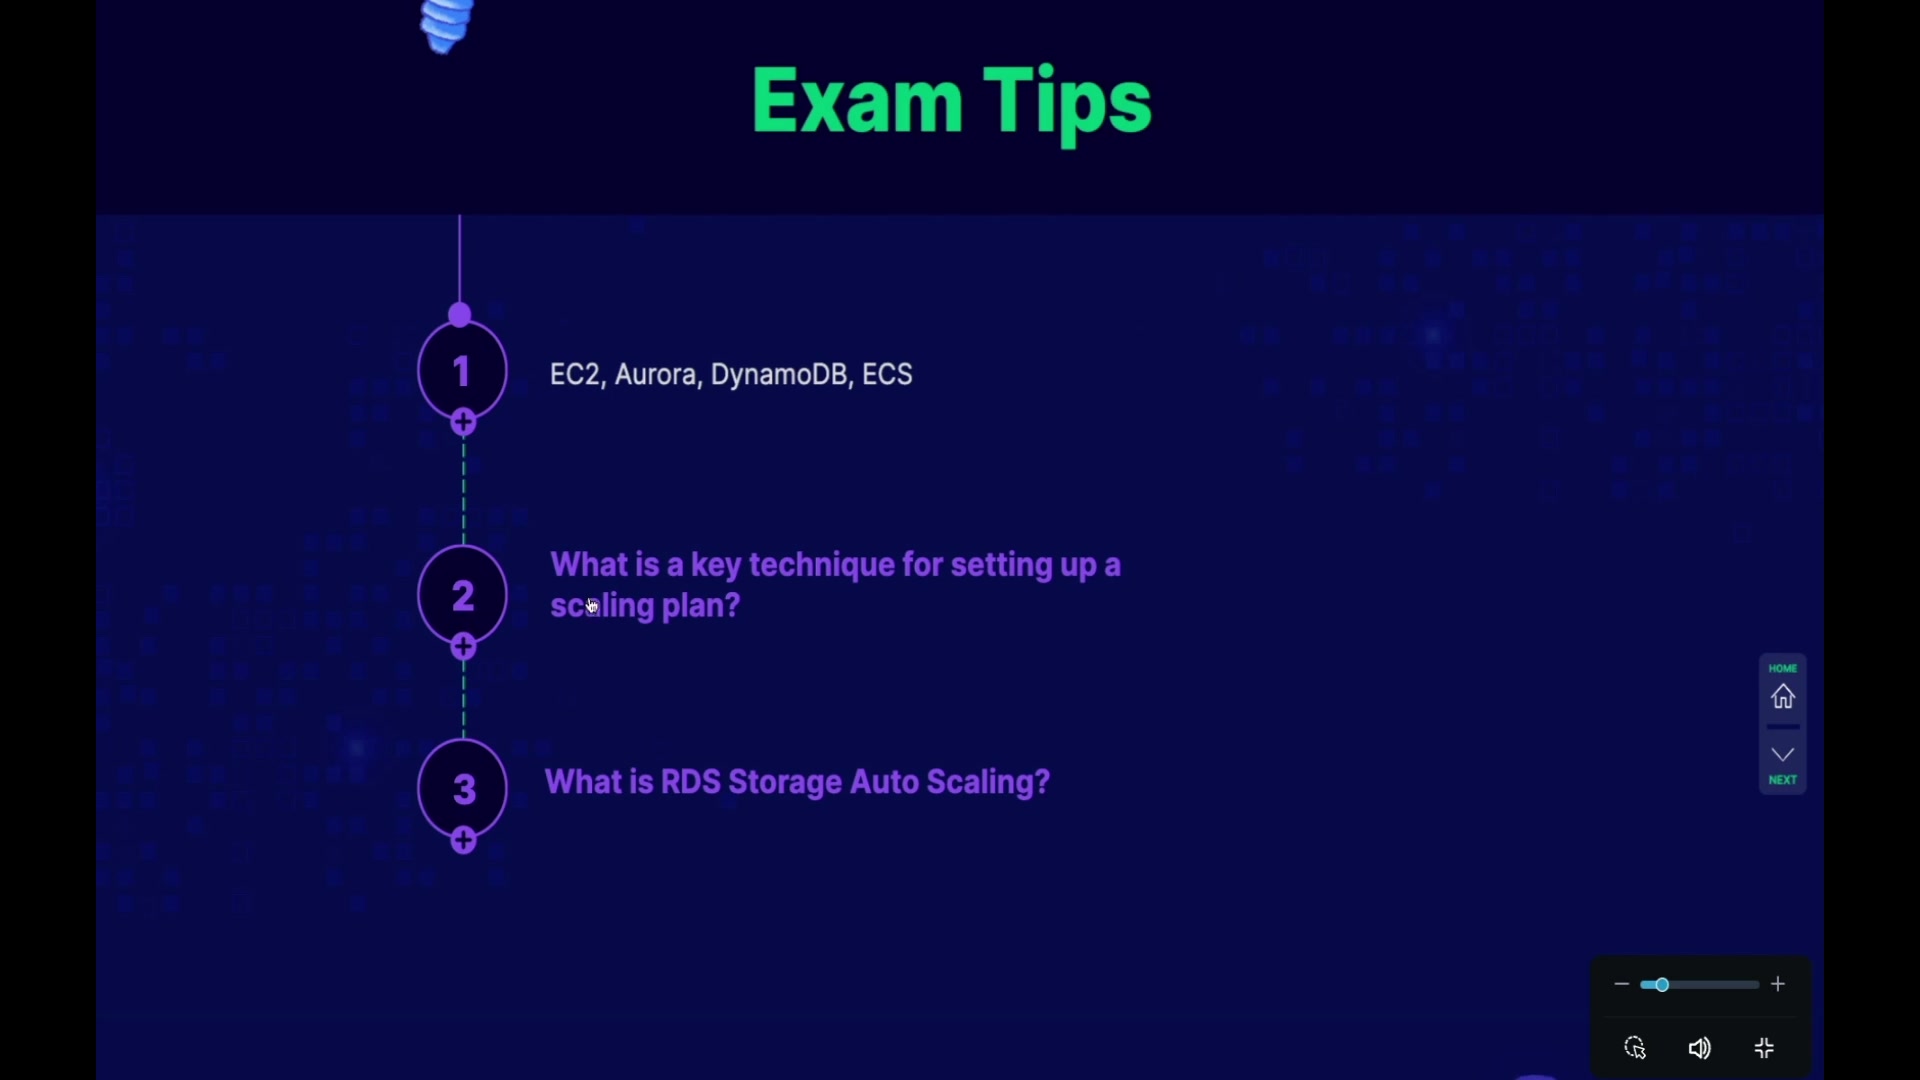 Exam Tips
1
EC2, Aurora, DynamoDB, ECS
2
What is a key technique for setting up a
scaling plan?
3
What is RDS Storage Auto Scaling?
HOME
NEXT